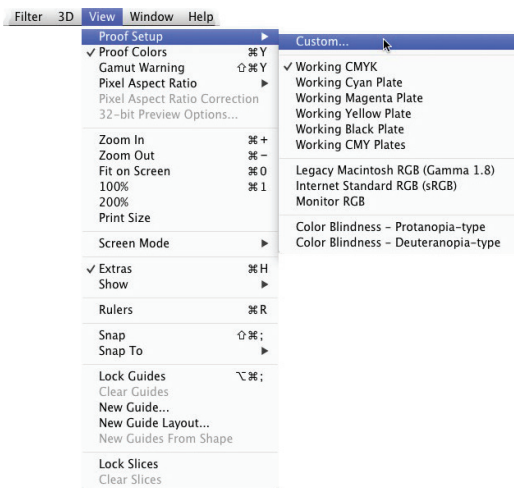 Filter 3D View Window Help
Proof Setup ▶
✓ Proof Colors ⌘Y
Gamut Warning ⇧⌘Y
Pixel Aspect Ratio ▶
Pixel Aspect Ratio Correction
32-bit Preview Options...
Zoom In ⌘+
Zoom Out ⌘–
Fit on Screen ⌘0
100% ⌘1
200%
Print Size
Screen Mode ▶
✓ Extras ⌘H
Show ▶
Rulers ⌘R
Snap ⇧⌘;
Snap To ▶
Lock Guides ⌥⌘;
Clear Guides
New Guide...
New Guide Layout...
New Guides From Shape
Lock Slices
Clear Slices
Custom...
✓ Working CMYK
Working Cyan Plate
Working Magenta Plate
Working Yellow Plate
Working Black Plate
Working CMY Plates
Legacy Macintosh RGB (Gamma 1.8)
Internet Standard RGB (sRGB)
Monitor RGB
Color Blindness – Protanopia-type
Color Blindness – Deuteranopia-type